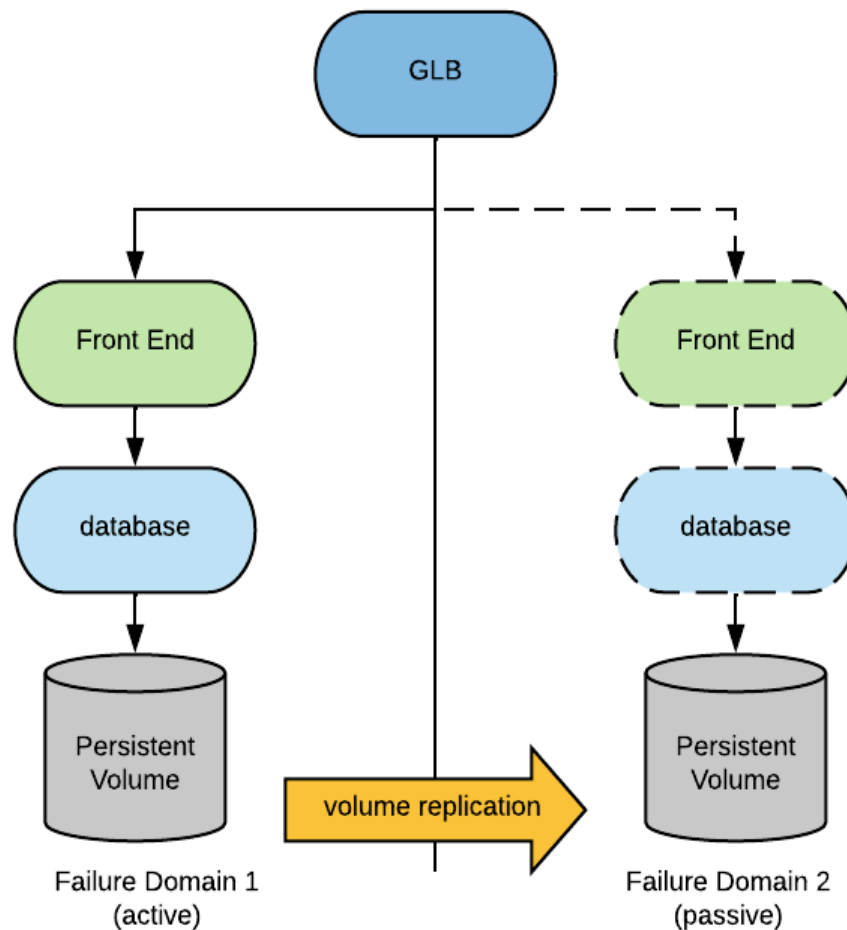 GLB
Front End
Front End
database
database
Persistent
Volume
Persistent
Volume
volume replication
Failure Domain 1
(active)
Failure Domain 2
(passive)